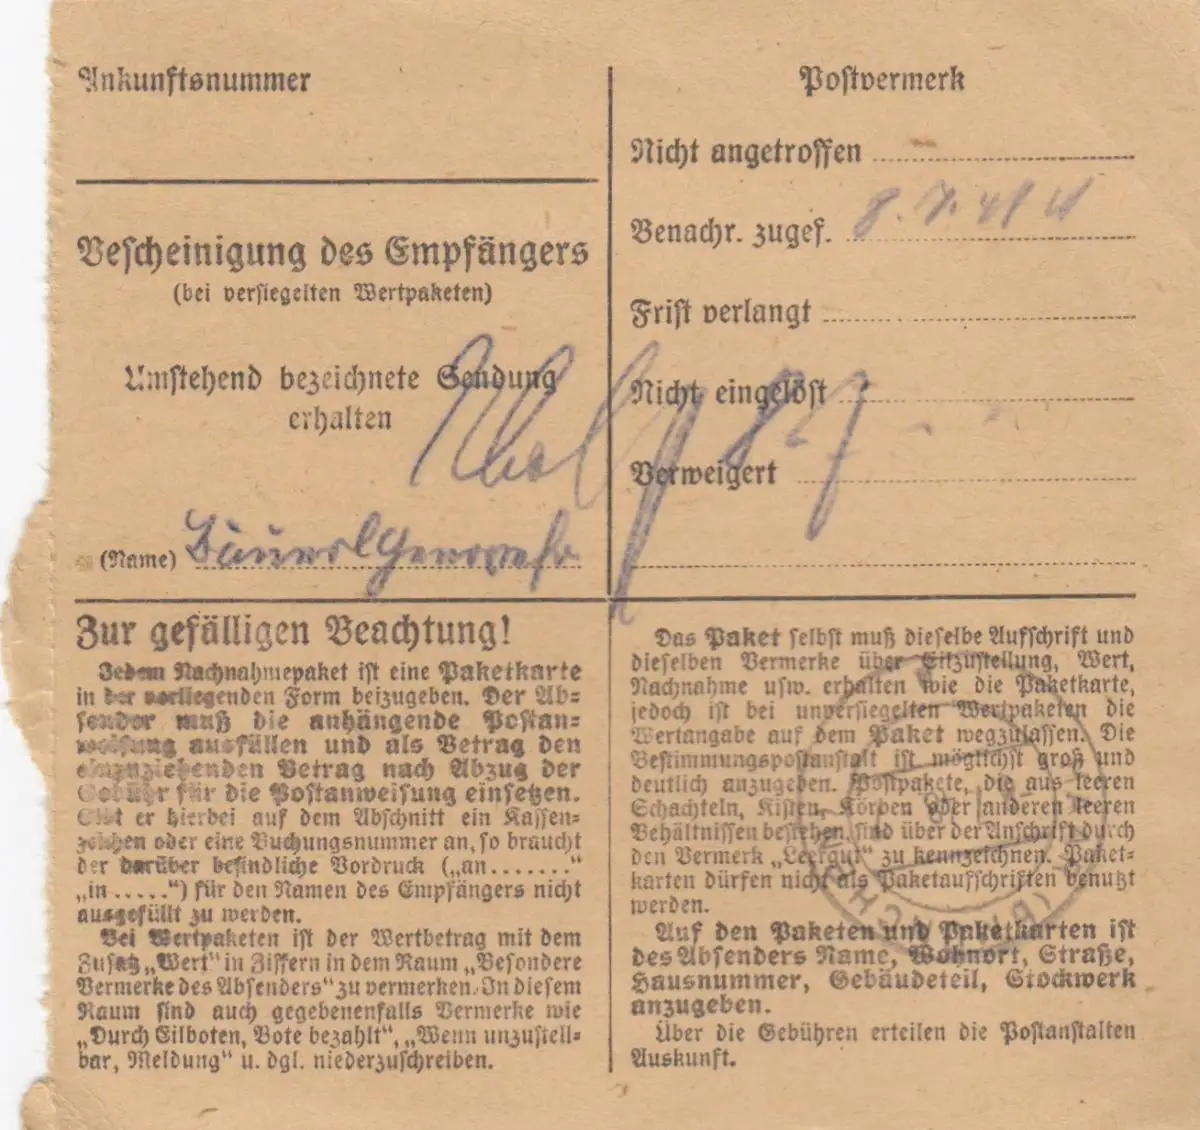 Ankunftsnummer
Bescheinigung des Empfängers
(bei versiegelten Wertpaketen)
Umstehend bezeichnete Sendung
erhalten
(Name)
Postvermerk
Nicht angetroffen
Benachr. zugef.
Frist verlangt
Nicht eingelöst
Verweigert
Zur gefälligen Beachtung!
Jedem Nachnahmepaket ist eine Paketkarte
in der vorliegenden Form beizugeben. Der Ab-
sender muß die anhängende Postan-
weisung ausfüllen und als Betrag den
einzuziehenden Betrag nach Abzug der
Gebühr für die Postanweisung einsetzen.
Gibt er hierbei auf dem Abschnitt ein Kassen-
zeichen oder eine Buchungsnummer an, so braucht
der darüber befindliche Vordruck („an.......“
„in.....“) für den Namen des Empfängers nicht
ausgefüllt zu werden.
Bei Wertpaketen ist der Wertbetrag mit dem
Zusatz „Wert“ in Ziffern in dem Raum „Besondere
Vermerke des Absenders“ zu vermerken. In diesem
Raum sind auch gegebenenfalls Vermerke wie
„Durch Eilboten, Bote bezahlt“, „Wenn unzustell-
bar, Meldung“ u. dgl. niederzuschreiben.
Das Paket selbst muß dieselbe Aufschrift und
dieselben Vermerke über Eilzustellung, Wert,
Nachnahme usw. erhalten wie die Paketkarte,
jedoch ist bei unversiegelten Wertpaketen die
Wertangabe auf dem Paket wegzulassen. Die
Bestimmungspostanstalt ist möglichst groß und
deutlich anzugeben. Postpakete, die aus leeren
Schachteln, Kisten, Körben oder anderen leeren
Behältnissen bestehen, sind über der Anschrift durch
den Vermerk „Leergut“ zu kennzeichnen. Paket-
karten dürfen nicht als Paketaufschriften benutzt
werden.
Auf den Paketen und Paketkarten ist
des Absenders Name, Wohnort, Straße,
Hausnummer, Gebäudeteil, Stockwerk
anzugeben.
Über die Gebühren erteilen die Postanstalten
Auskunft.